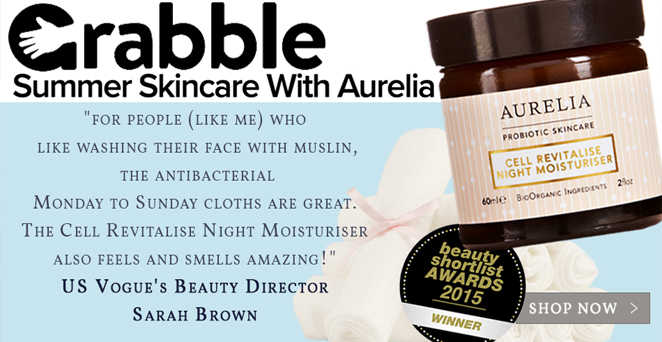 Grabble
Summer Skincare With Aurelia
"FOR PEOPLE (LIKE ME) WHO
LIKE WASHING THEIR FACE WITH MUSLIN,
THE ANTIBACTERIAL
MONDAY TO SUNDAY CLOTHS ARE GREAT.
THE CELL REVITALISE NIGHT MOISTURISER
ALSO FEELS AND SMELLS AMAZING!"
US VOGUE'S BEAUTY DIRECTOR
SARAH BROWN
AURELIA
PROBIOTIC SKINCARE
CELL REVITALISE
NIGHT MOISTURISER
60ml e BIOORGANIC INGREDIENTS 2floz
beauty
shortlist
AWARDS
2015
WINNER
SHOP NOW >